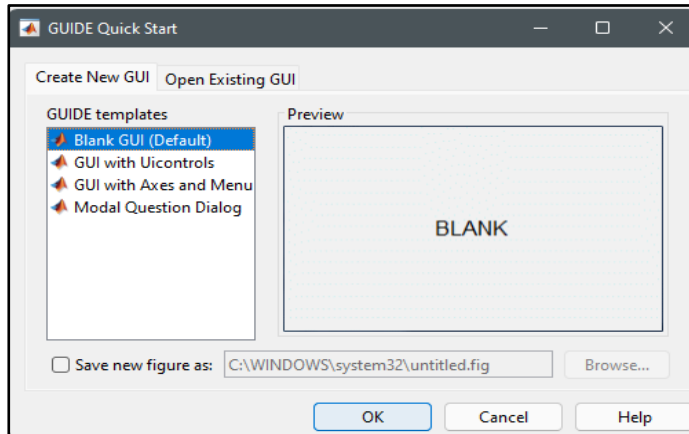 GUIDE Quick Start
Create New GUI Open Existing GUI
GUIDE templates
Blank GUI (Default)
GUI with Uicontrols
GUI with Axes and Menu
Modal Question Dialog
Preview
BLANK
Save new figure as: C:\WINDOWS\system32\untitled.fig Browse...
OK Cancel Help